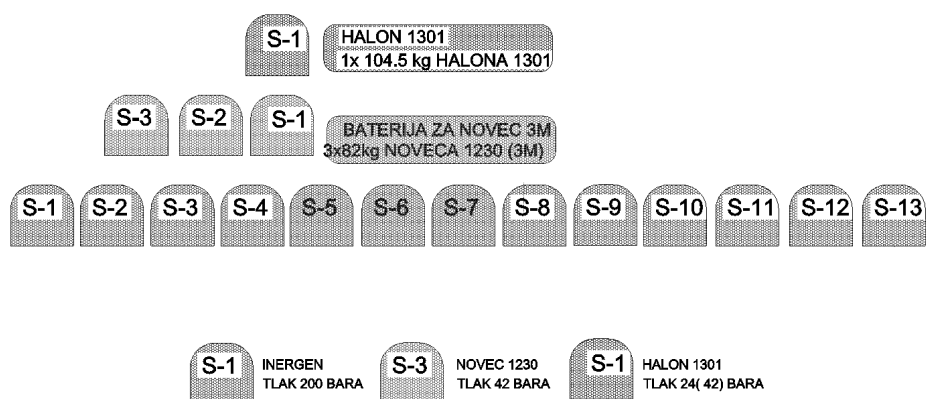 S-1 HALON 1301
1x 104.5 kg HALONA 1301
S-3 S-2 S-1 BATERIJA ZA NOVEC 3M
3x82kg NOVECA 1230 (3M)
S-1 S-2 S-3 S-4 S-5 S-6 S-7 S-8 S-9 S-10 S-11 S-12 S-13
S-1 INERGEN
TLAK 200 BARA
S-3 NOVEC 1230
TLAK 42 BARA
S-1 HALON 1301
TLAK 24( 42) BARA